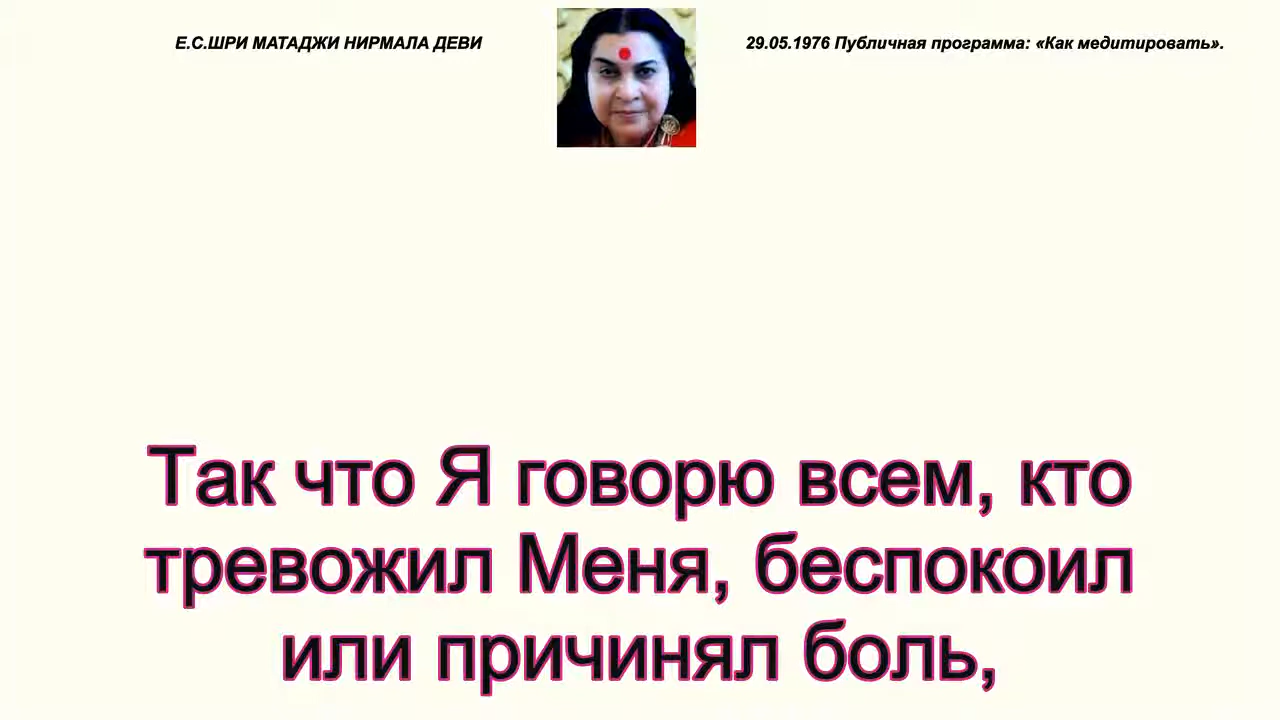 Е.С.ШРИ МАТАДЖИ НИРМАЛА ДЕВИ
29.05.1976 Публичная программа: «Как медитировать».
Так что Я говорю всем, кто
тревожил Меня, беспокоил
или причинял боль,